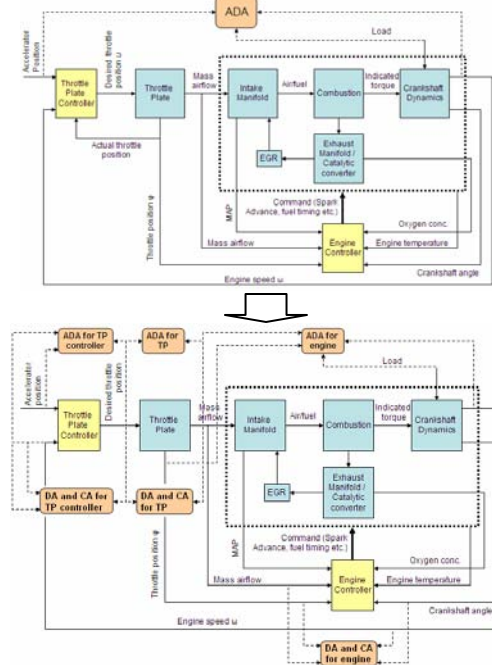 ADA
Accelerator
Position
Desired throttle
position ω
Mass
airflow
Load
Throttle
Plate
Controller
Throttle
Plate
Intake
Manifold
Air/fuel
Combustion
Indicated
torque
Crankshaft
Dynamics
Actual throttle
position
EGR
Exhaust
Manifold /
Catalytic
converter
Throttle position ψ
MAP
Command (Spark
Advance, fuel timing etc.)
Oxygen conc.
Mass airflow
Engine
Controller
Engine temperature
Crankshaft angle
Engine speed ω
ADA for TP
controller
ADA for
TP
ADA for
engine
Accelerator
position
Desired throttle
position
Mass
airflow
Load
Throttle
Plate
Controller
Throttle
Plate
Intake
Manifold
Air/fuel
Combustion
Indicated
torque
Crankshaft
Dynamics
EGR
Exhaust
Manifold /
Catalytic
converter
DA and CA for
TP controller
DA and CA
for TP
Throttle position ψ
MAP
Command (Spark
Advance, fuel timing etc.)
Oxygen conc.
Mass airflow
Engine
Controller
Engine temperature
Crankshaft angle
Engine speed ω
DA and CA
for engine